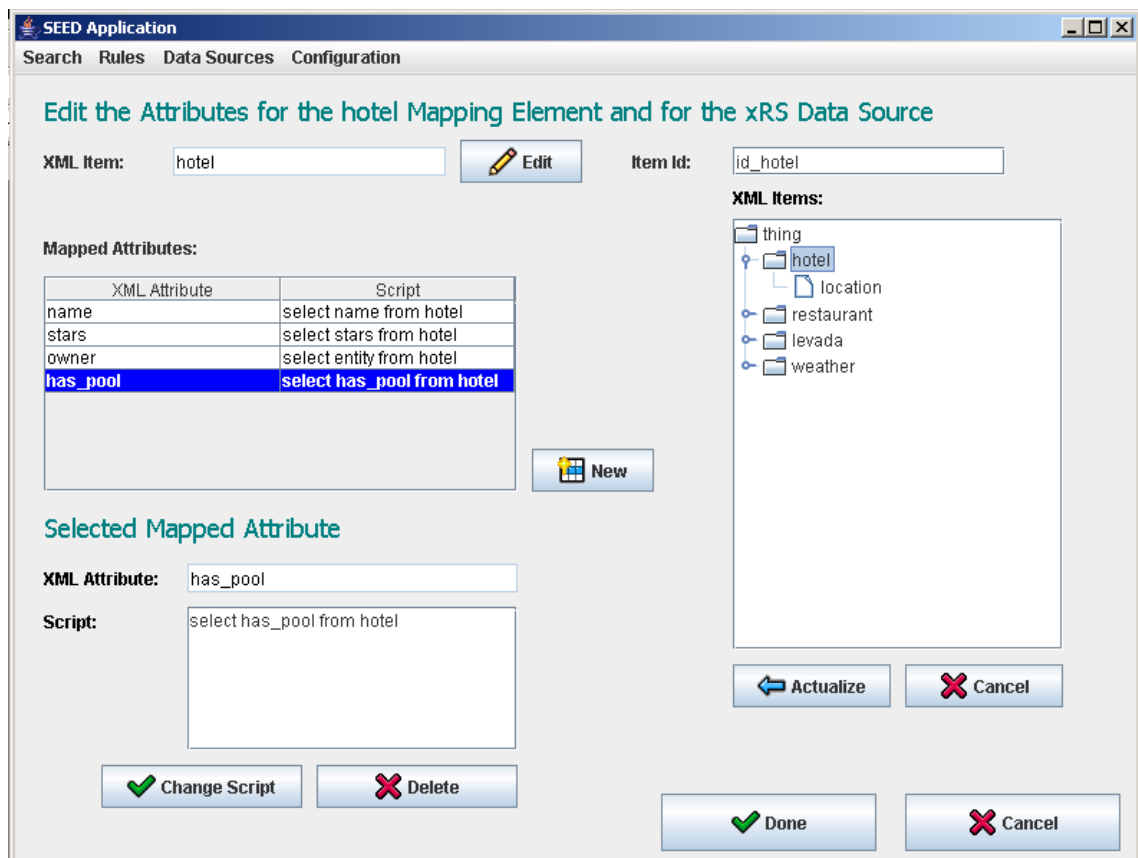 SEED Application
Search Rules Data Sources Configuration
Edit the Attributes for the hotel Mapping Element and for the xRS Data Source
XML Item: hotel Edit Item Id: id_hotel
XML Items:
thing
hotel
location
restaurant
levada
weather
Mapped Attributes:
XML Attribute Script
name select name from hotel
stars select stars from hotel
owner select entity from hotel
has_pool select has_pool from hotel
New
Selected Mapped Attribute
XML Attribute: has_pool
Script: select has_pool from hotel
Actualize Cancel
Change Script Delete
Done Cancel